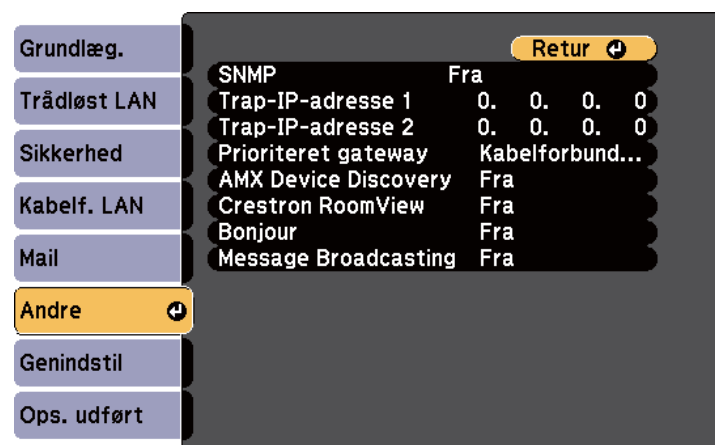 Grundlæg.
Trådløst LAN
Sikkerhed
Kabelf. LAN
Mail
Andre
Genindstil
Ops. udført
Retur
SNMP Fra
Trap-IP-adresse 1 0. 0. 0. 0
Trap-IP-adresse 2 0. 0. 0. 0
Prioriteret gateway Kabelforbund...
AMX Device Discovery Fra
Crestron RoomView Fra
Bonjour Fra
Message Broadcasting Fra